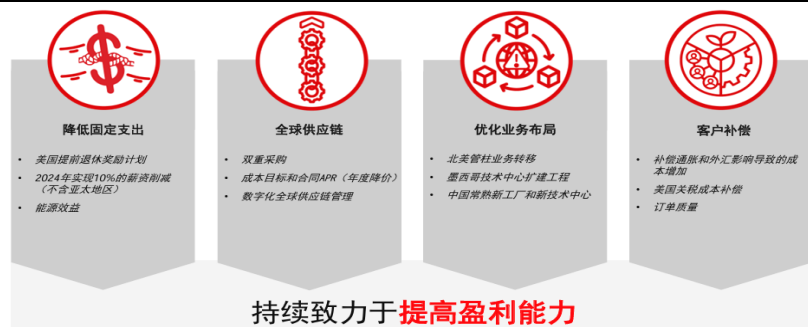 降低固定支出
• 美国提前退休奖励计划
• 2024年实现10%的薪资削减
（不含亚太地区）
• 能源效益
全球供应链
• 双重采购
• 成本目标和合同APR（年度降价）
• 数字化全球供应链管理
优化业务布局
• 北美管柱业务转移
• 墨西哥技术中心扩建工程
• 中国常熟新工厂和新技术中心
客户补偿
• 补偿通胀和外汇影响导致的成
本增加
• 美国关税成本补偿
• 订单质量
持续致力于提高盈利能力